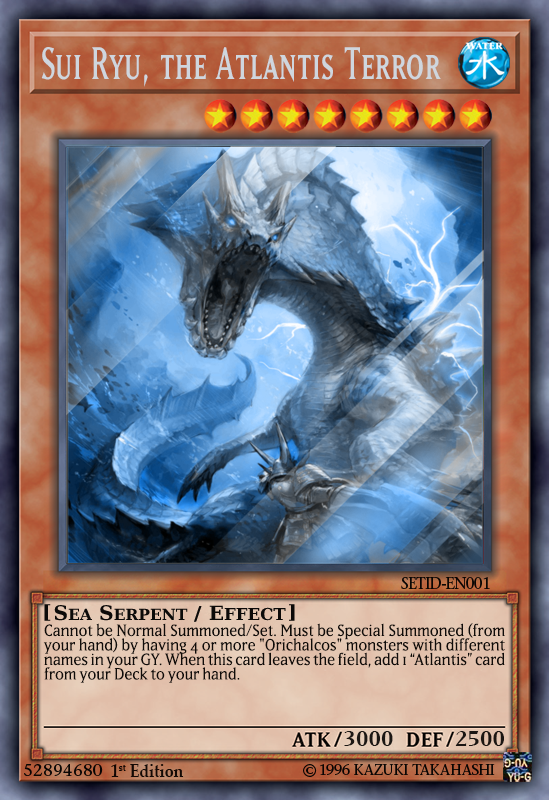 SUI RYU, THE ATLANTIS TERROR
WATER
水
SETID-EN001
[SEA SERPENT / EFFECT]
Cannot be Normal Summoned/Set. Must be Special Summoned (from
your hand) by having 4 or more "Orichalcos" monsters with different
names in your GY. When this card leaves the field, add 1 “Atlantis” card
from your Deck to your hand.
ATK/3000 DEF/2500
52894680 1st Edition © 1996 KAZUKI TAKAHASHI
YU-G